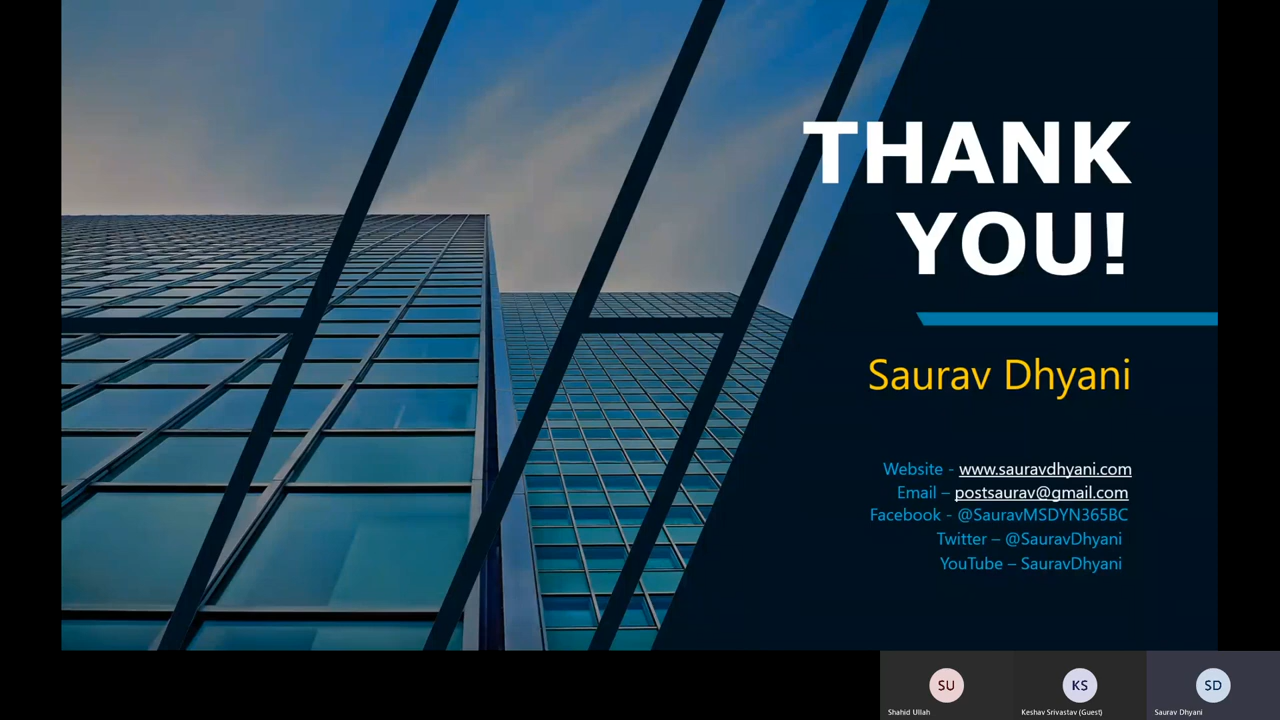 THANK
YOU!
Saurav Dhyani
Website - www.sauravdhyani.com
Email – postsaurav@gmail.com
Facebook - @SauravMSDYN365BC
Twitter – @SauravDhyani
YouTube – SauravDhyani
SU
KS
SD
Shahid Ullah
Keshav Srivastav (Guest)
Saurav Dhyani